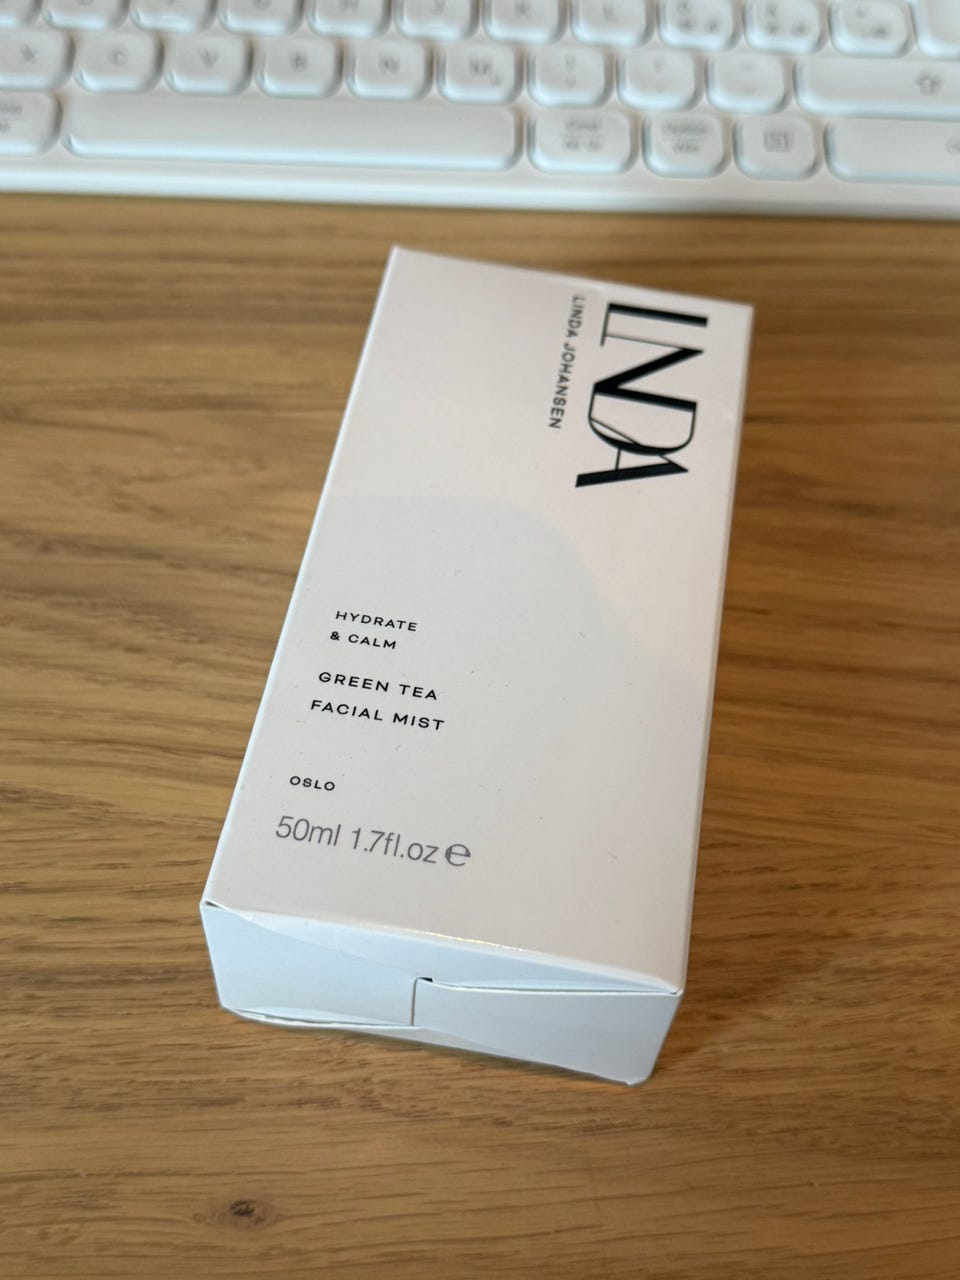 X C V B N M
LINDA
LINDA JOHANSEN
HYDRATE
& CALM
GREEN TEA
FACIAL MIST
OSLO
50ml 1.7fl.oz e